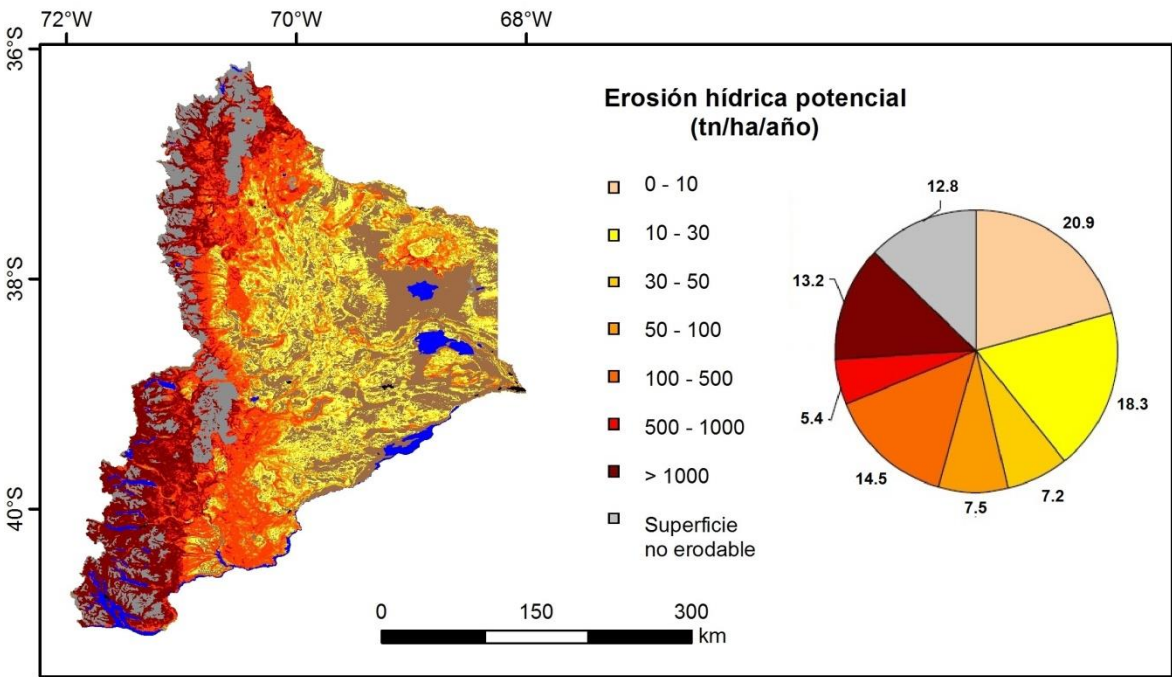 72°W
70°W
68°W
36°S
38°S
40°S
Erosión hídrica potencial
(tn/ha/año)
0 - 10
10 - 30
30 - 50
50 - 100
100 - 500
500 - 1000
> 1000
Superficie
no erodable
12.8
20.9
13.2
18.3
5.4
14.5
7.5
7.2
0
150
300
km